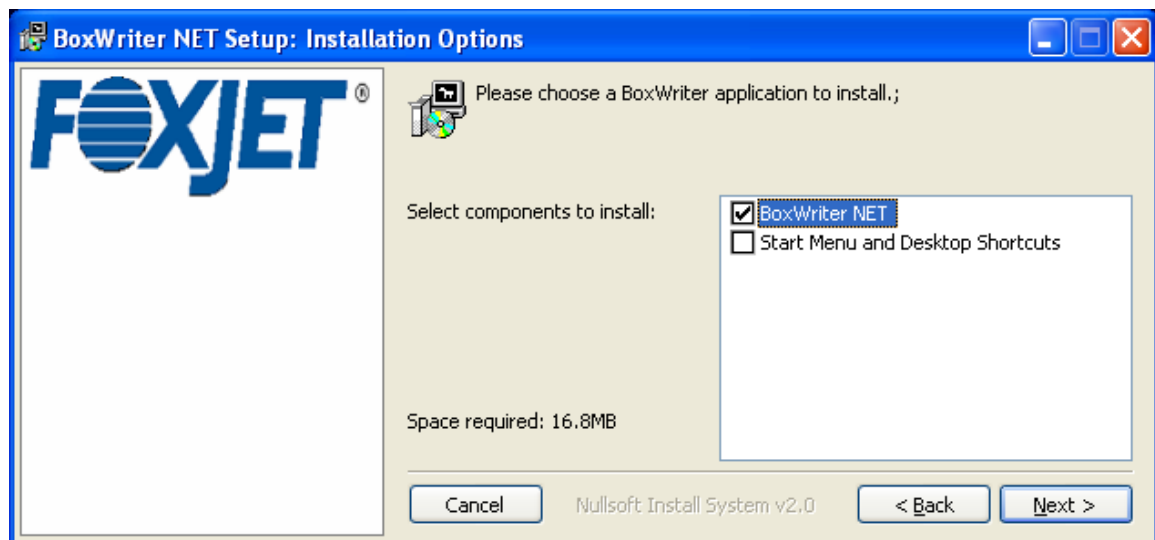 BoxWriter NET Setup: Installation Options
FOXJET®
Please choose a BoxWriter application to install.;
Select components to install:
BoxWriter NET
Start Menu and Desktop Shortcuts
Space required: 16.8MB
Cancel
Nullsoft Install System v2.0
< Back
Next >